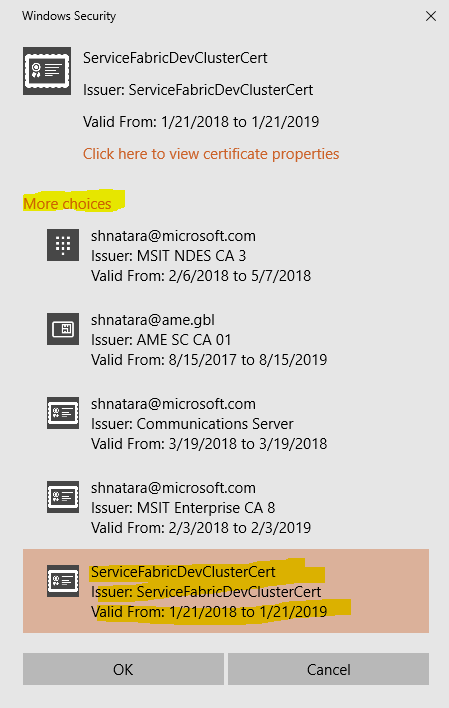 Windows Security
ServiceFabricDevClusterCert
Issuer: ServiceFabricDevClusterCert
Valid From: 1/21/2018 to 1/21/2019
Click here to view certificate properties
More choices
shnatara@microsoft.com
Issuer: MSIT NDES CA 3
Valid From: 2/6/2018 to 5/7/2018
shnatara@ame.gbl
Issuer: AME SC CA 01
Valid From: 8/15/2017 to 8/15/2019
shnatara@microsoft.com
Issuer: Communications Server
Valid From: 3/19/2018 to 3/19/2018
shnatara@microsoft.com
Issuer: MSIT Enterprise CA 8
Valid From: 2/3/2018 to 2/3/2019
ServiceFabricDevClusterCert
Issuer: ServiceFabricDevClusterCert
Valid From: 1/21/2018 to 1/21/2019
OK
Cancel